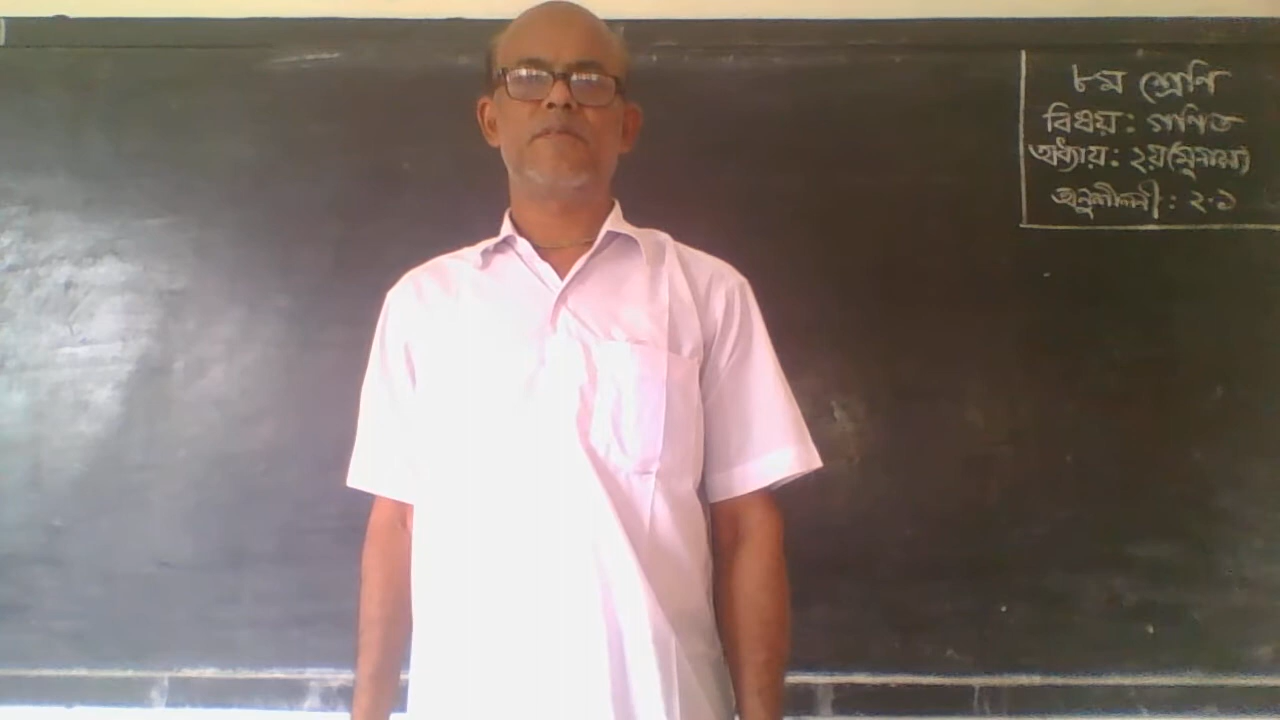 ৮ম শ্রেণি
বিষয়: গণিত
অধ্যায়: ২য়(মুনাফা)
অনুশীলনী: ২.১